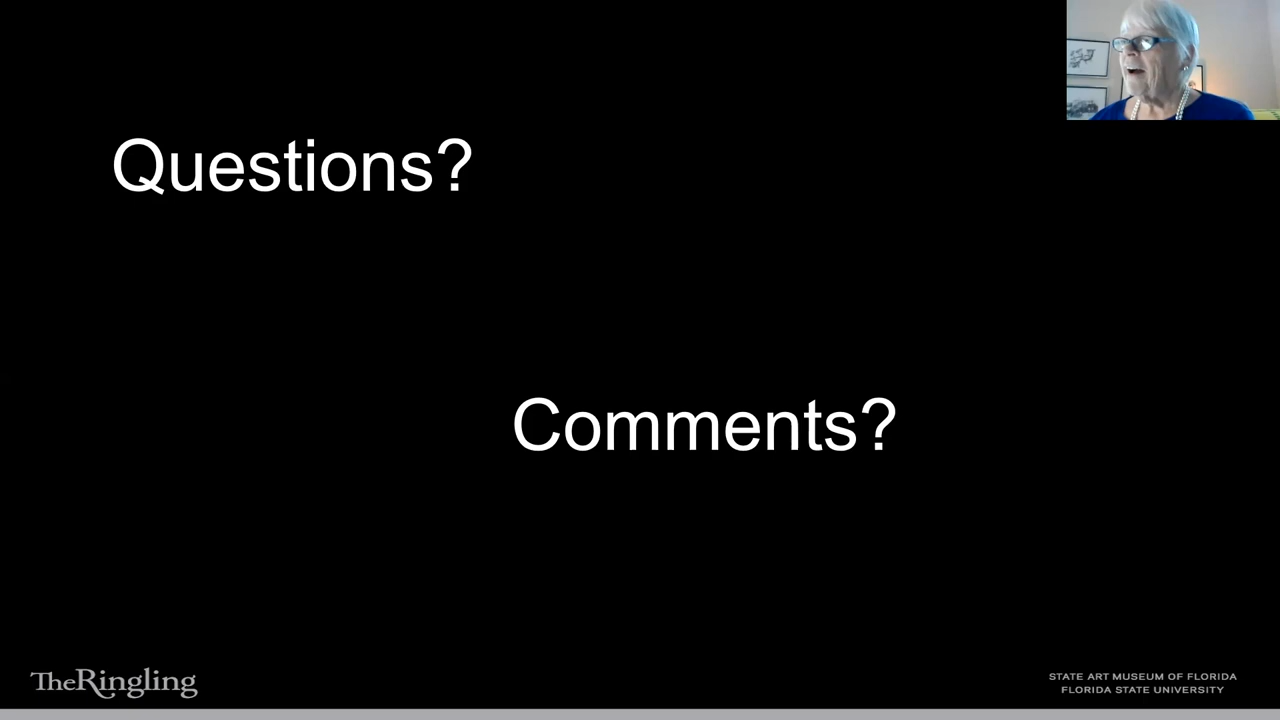 Questions?
Comments?
TheRingling
STATE ART MUSEUM OF FLORIDA
FLORIDA STATE UNIVERSITY